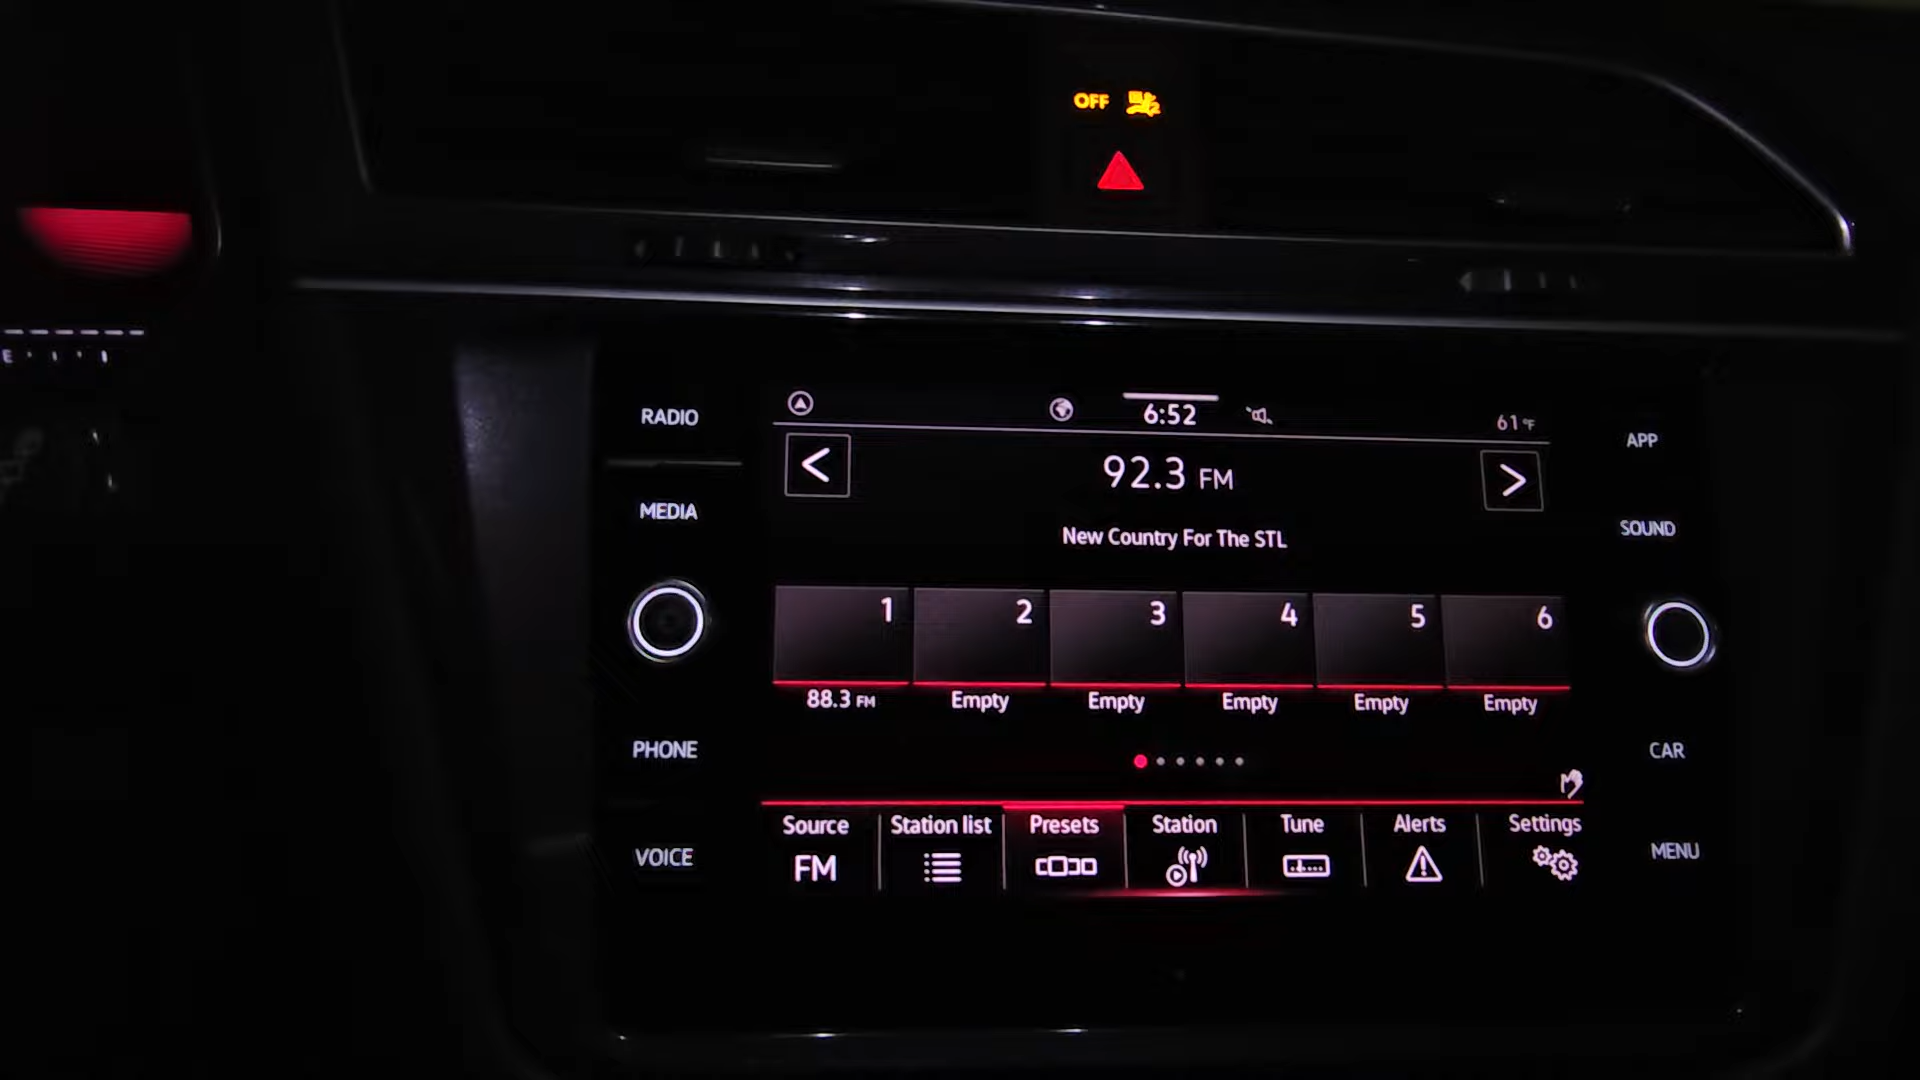 OFF
E
RADIO
6:52
61°F
APP
92.3 FM
MEDIA
SOUND
New Country For The STL
1 2 3 4 5 6
88.3 FM Empty Empty Empty Empty Empty
PHONE
CAR
Source Station list Presets Station Tune Alerts Settings
FM
VOICE
MENU